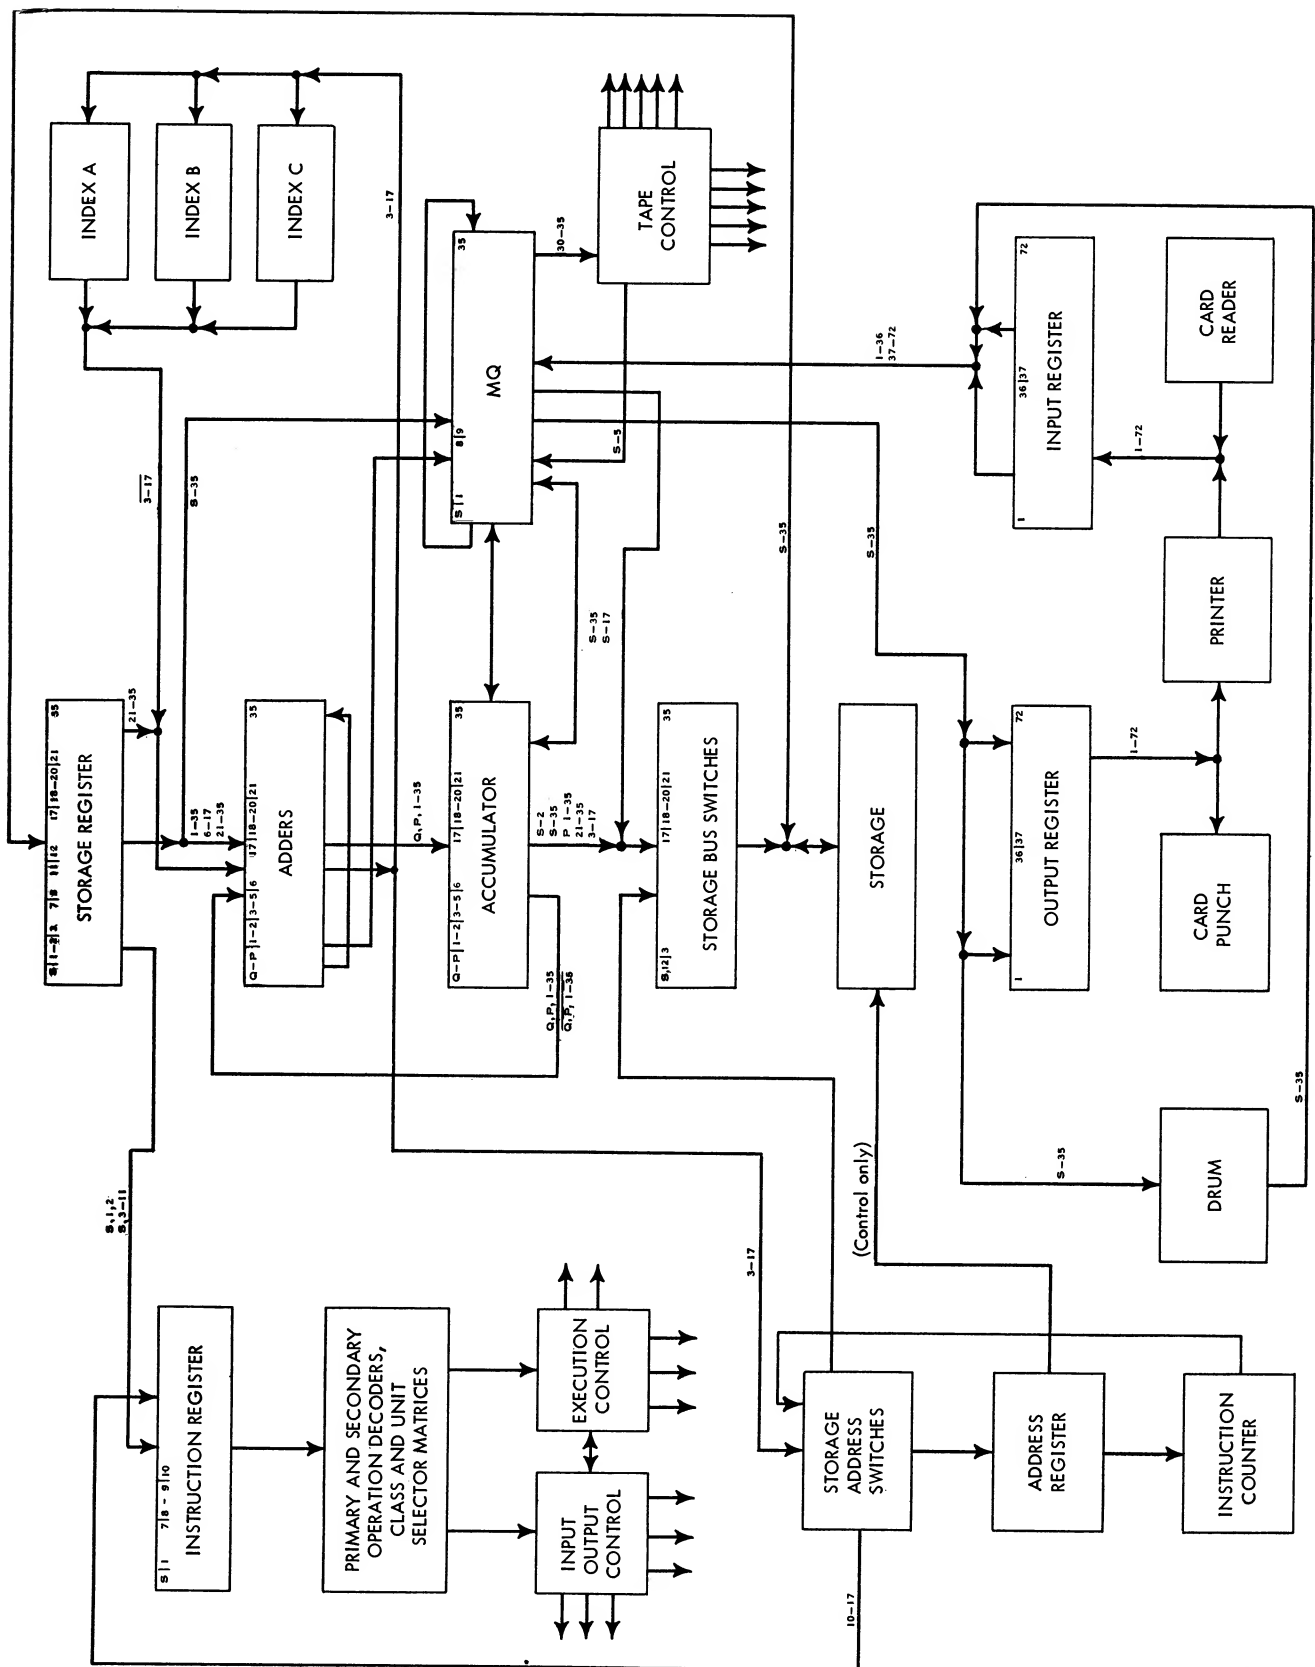 INDEX A
INDEX B
INDEX C
3-17
3-17
S-35
S|1-2|3 7|8 11|12 17|18-20|21 35
STORAGE REGISTER
21-35
1-35
6-17
21-35
Q-P|1-2|3-5|6 17|18-20|21 35
ADDERS
Q,P,1-35
Q-P|1-2|3-5|6 17|18-20|21 35
ACCUMULATOR
Q,P,1-35
Q,P,1-35
S-2
S-35
P 1-35
21-35
3-17
S,12|3 17|18-20|21 35
STORAGE BUS SWITCHES
STORAGE
S|1 8|9 35
MQ
30-35
TAPE
CONTROL
S-5
S-35
S-17
S-35
S-35
1-36
37-72
1 36|37 72
INPUT REGISTER
1-72
CARD
READER
PRINTER
1 36|37 72
OUTPUT REGISTER
1-72
CARD
PUNCH
S-35
DRUM
S-35
S,1,2
S,3-11
S|1 7|8-9|10
INSTRUCTION REGISTER
PRIMARY AND SECONDARY
OPERATION DECODERS,
CLASS AND UNIT
SELECTOR MATRICES
INPUT
OUTPUT
CONTROL
EXECUTION
CONTROL
3-17
(Control only)
STORAGE
ADDRESS
SWITCHES
10-17
ADDRESS
REGISTER
INSTRUCTION
COUNTER